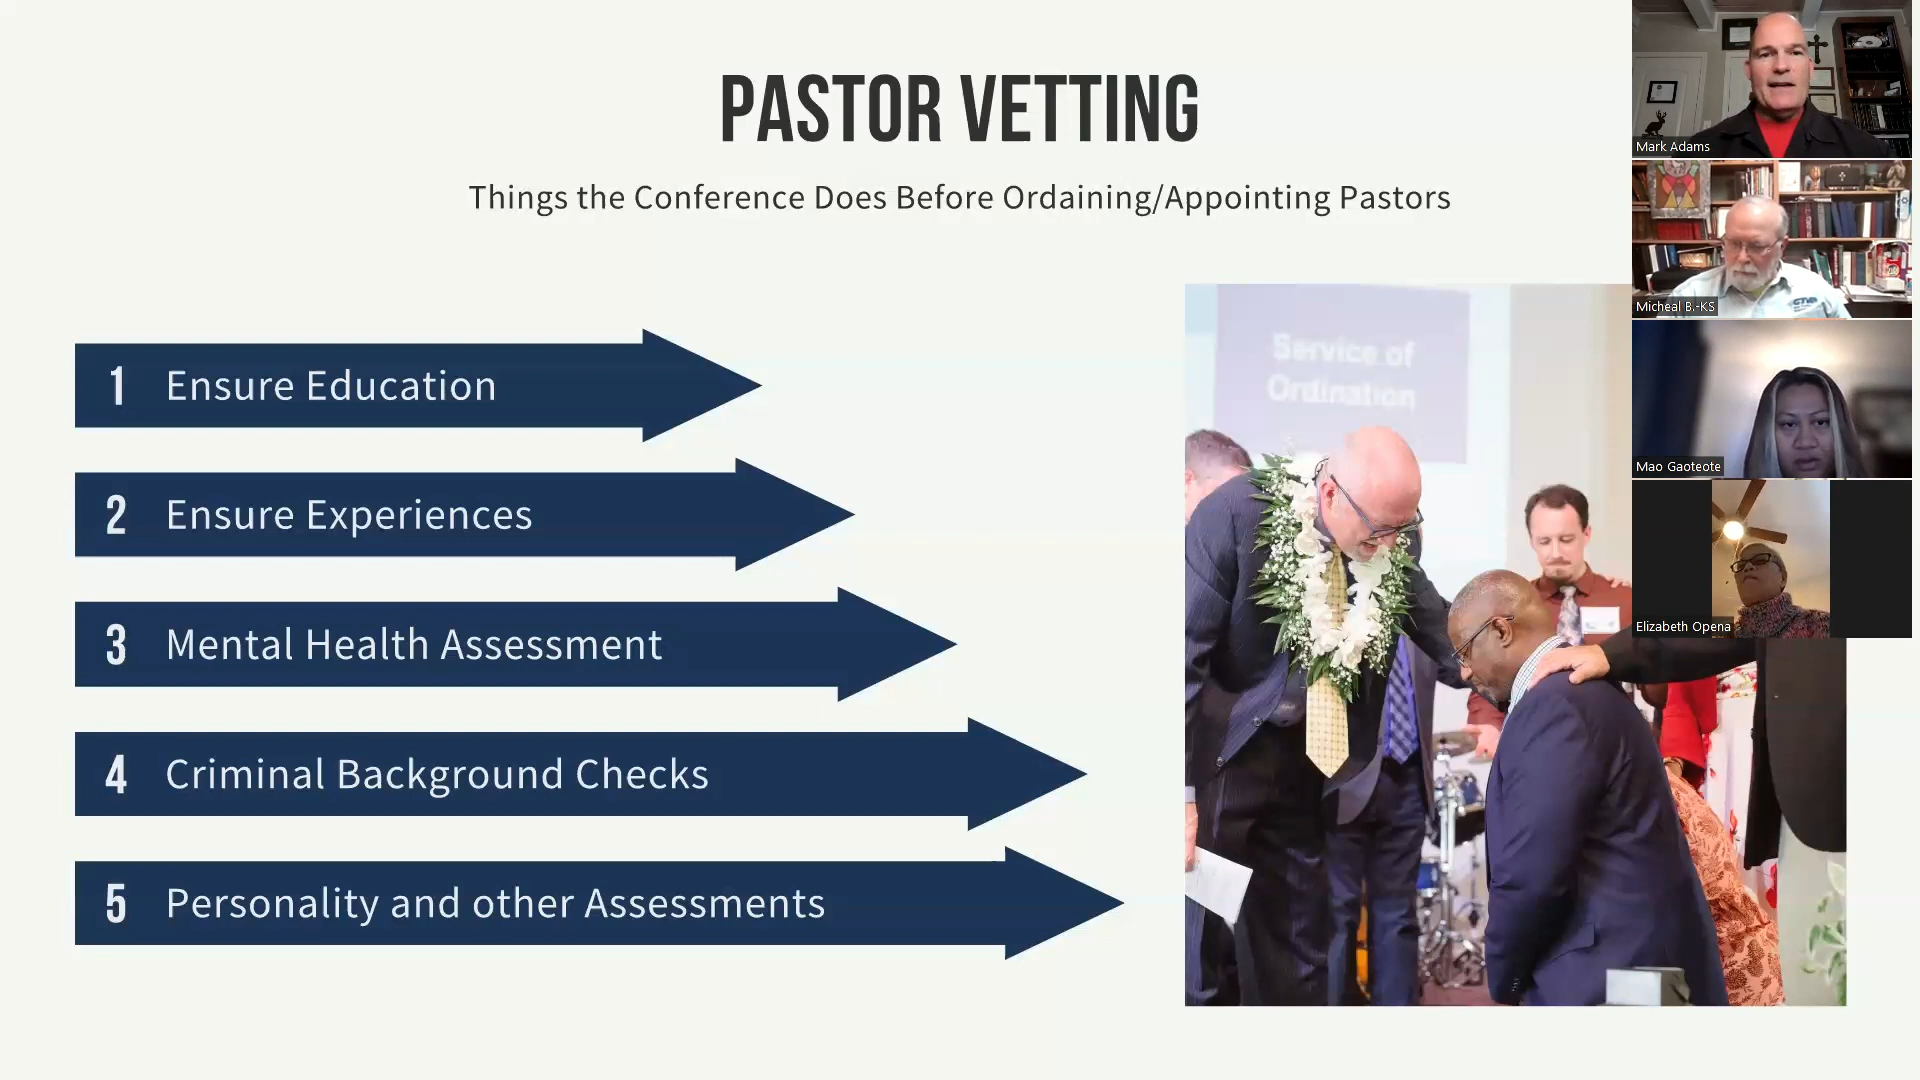 PASTOR VETTING
Things the Conference Does Before Ordaining/Appointing Pastors
1 Ensure Education
2 Ensure Experiences
3 Mental Health Assessment
4 Criminal Background Checks
5 Personality and other Assessments
Service of
Ordination
Mark Adams
Micheal B.-KS
Mao Gaoteote
Elizabeth Opena